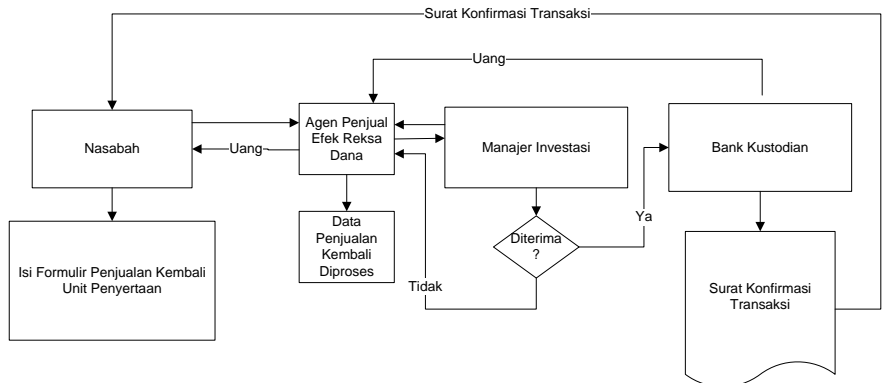 Surat Konfirmasi Transaksi
Uang
Nasabah
Uang
Agen Penjual
Efek Reksa
Dana
Manajer Investasi
Bank Kustodian
Isi Formulir Penjualan Kembali
Unit Penyertaan
Data
Penjualan
Kembali
Diproses
Diterima
?
Ya
Tidak
Surat Konfirmasi
Transaksi